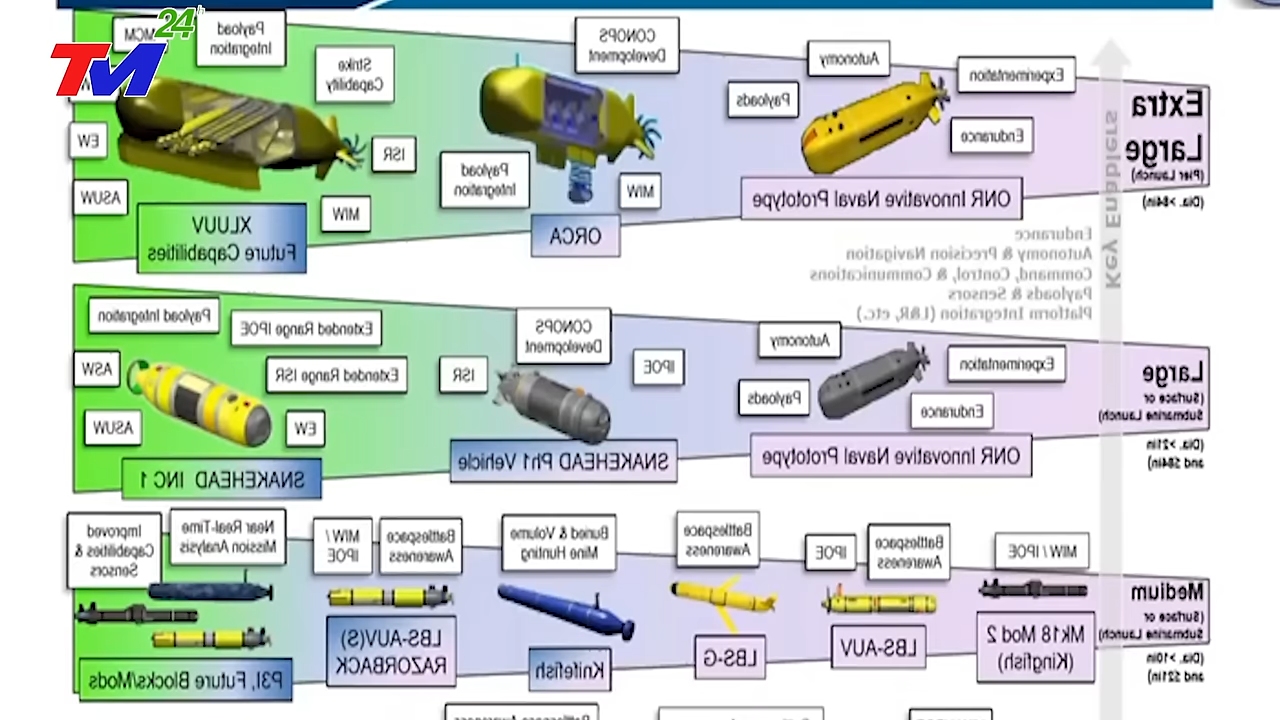 TM 24h
Extra
Large
(Pier Launch)
(Dia. >84in)
Autonomy
Experimentation
Payloads
Endurance
ONR Innovative Naval Prototype
CONOPS
Development
Payload
Integration
MIW
ORCA
MCM
Payload
Integration
Strike
Capability
EW
ISR
ASUW
MIW
XLUUV
Future Capabilities
Key Enablers
Endurance
Autonomy & Precision Navigation
Command, Control, & Communications
Payloads & Sensors
Platform Integration (L&R, etc.)
Large
(Surface or
Submarine Launch)
(Dia. >21in
and ≤84in)
Autonomy
Experimentation
Payloads
Endurance
ONR Innovative Naval Prototype
CONOPS
Development
IPOE
ISR
SNAKEHEAD Ph1 Vehicle
Payload Integration
Extended Range IPOE
Extended Range ISR
ASW
ASUW
EW
SNAKEHEAD INC 1
Medium
(Surface or
Submarine Launch)
(Dia. >10in
and ≤21in)
MIW / IPOE
Mk18 Mod 2
(Kingfish)
Battlespace
Awareness
IPOE
LBS-AUV
Battlespace
Awareness
LBS-G
Buried & Volume
Mine Hunting
Knifefish
Battlespace
Awareness
MIW /
IPOE
LBS-AUV(S)
RAZORBACK
Near Real-Time
Mission Analysis
Improved
Capabilities &
Sensors
P3I, Future Blocks/Mods